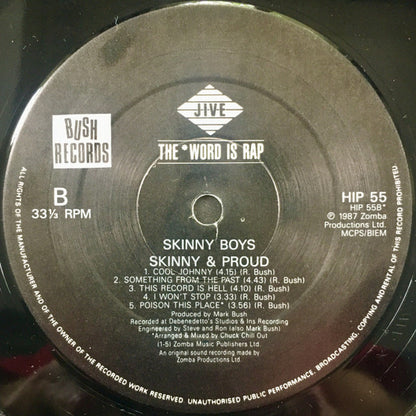 JIVE
BUSH
RECORDS
THE *WORD IS RAP
B
33⅓ RPM
HIP 55
HIP 55B*
℗ 1987 Zomba
Productions Ltd.
MCPS/BIEM
SKINNY BOYS
SKINNY & PROUD
1. COOL JOHNNY (4.15) (R. Bush)
2. SOMETHING FROM THE PAST (4.43) (R. Bush)
3. THIS RECORD IS HELL (4.10) (R. Bush)
4. I WON'T STOP (3.33) (R. Bush)
5. POISON THIS PLACE* (3.56) (R. Bush)
Produced by Mark Bush
Recorded at Debenedetto's Studios & Ins Recording
Engineered by Steve and Ron (also Mark Bush)
*Arranged & Mixed by Chuck Chill Out
(1-5) Zomba Music Publishers Ltd.
An original sound recording made by
Zomba Productions Ltd.
ALL RIGHTS OF THE MANUFACTURER AND OF THE OWNER OF THE RECORDED WORK RESERVED. UNAUTHORISED PUBLIC PERFORMANCE, BROADCASTING, COPYING AND RENTAL OF THIS RECORD PROHIBITED.